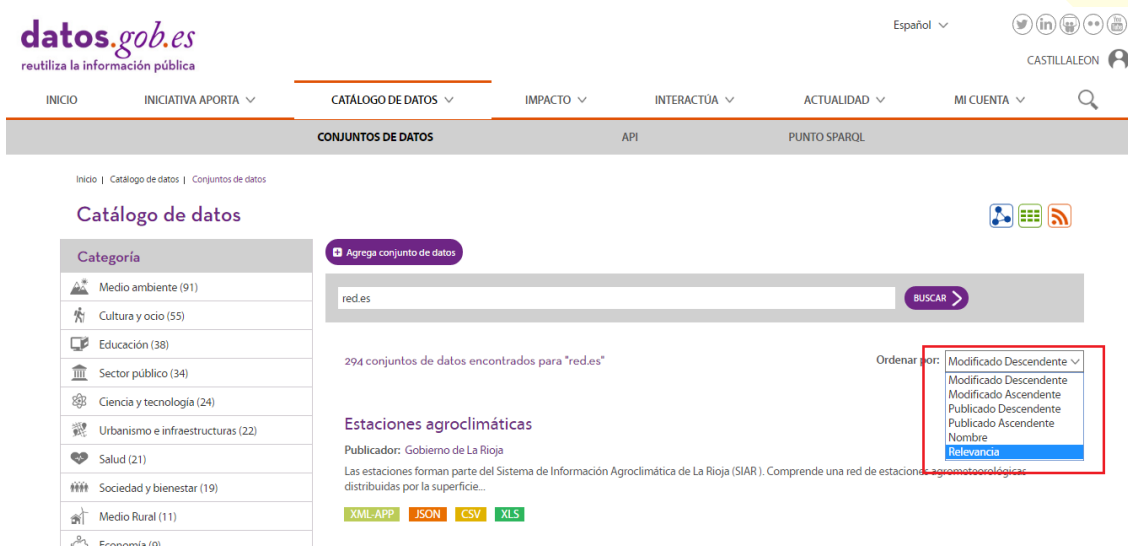 datos.gob.es
reutiliza la información pública
Español
CASTILLALEON
INICIO
INICIATIVA APORTA
CATÁLOGO DE DATOS
IMPACTO
INTERACTÚA
ACTUALIDAD
MI CUENTA
CONJUNTOS DE DATOS
API
PUNTO SPARQL
Inicio | Catálogo de datos | Conjuntos de datos
Catálogo de datos
Categoría
Medio ambiente (91)
Cultura y ocio (55)
Educación (38)
Sector público (34)
Ciencia y tecnología (24)
Urbanismo e infraestructuras (22)
Salud (21)
Sociedad y bienestar (19)
Medio Rural (11)
Economía (9)
Agrega conjunto de datos
red.es
BUSCAR
294 conjuntos de datos encontrados para "red.es"
Ordenar por: Modificado Descendente
Modificado Descendente
Modificado Ascendente
Publicado Descendente
Publicado Ascendente
Nombre
Relevancia
Estaciones agroclimáticas
Publicador: Gobierno de La Rioja
Las estaciones forman parte del Sistema de Información Agroclimática de La Rioja (SIAR ). Comprende una red de estaciones agrometeorológicas
distribuidas por la superficie...
XML-APP JSON CSV XLS